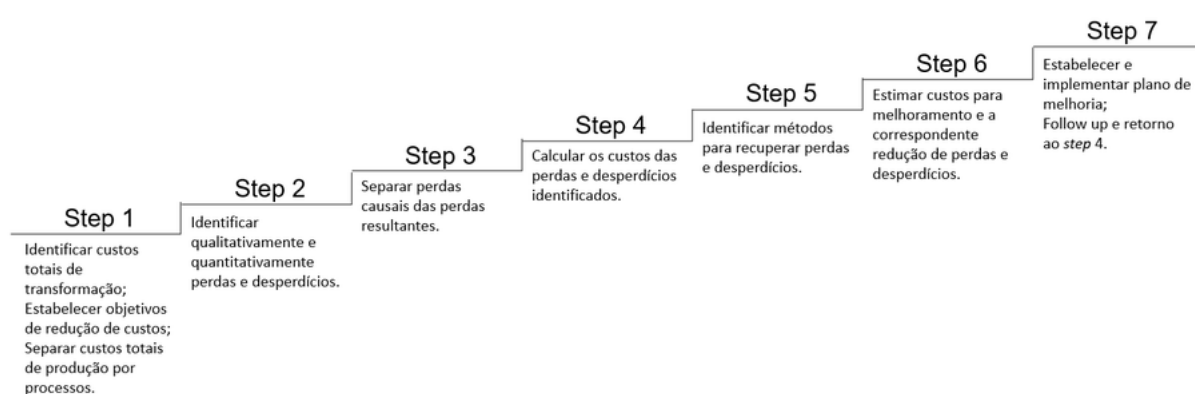 Step 1
Identificar custos
totais de
transformação;
Estabelecer objetivos
de redução de custos;
Separar custos totais
de produção por
processos.
Step 2
Identificar
qualitativamente e
quantitativamente
perdas e desperdícios.
Step 3
Separar perdas
causais das perdas
resultantes.
Step 4
Calcular os custos das
perdas e desperdícios
identificados.
Step 5
Identificar métodos
para recuperar perdas
e desperdícios.
Step 6
Estimar custos para
melhoramento e a
correspondente
redução de perdas e
desperdícios.
Step 7
Estabelecer e
implementar plano de
melhoria;
Follow up e retorno
ao step 4.